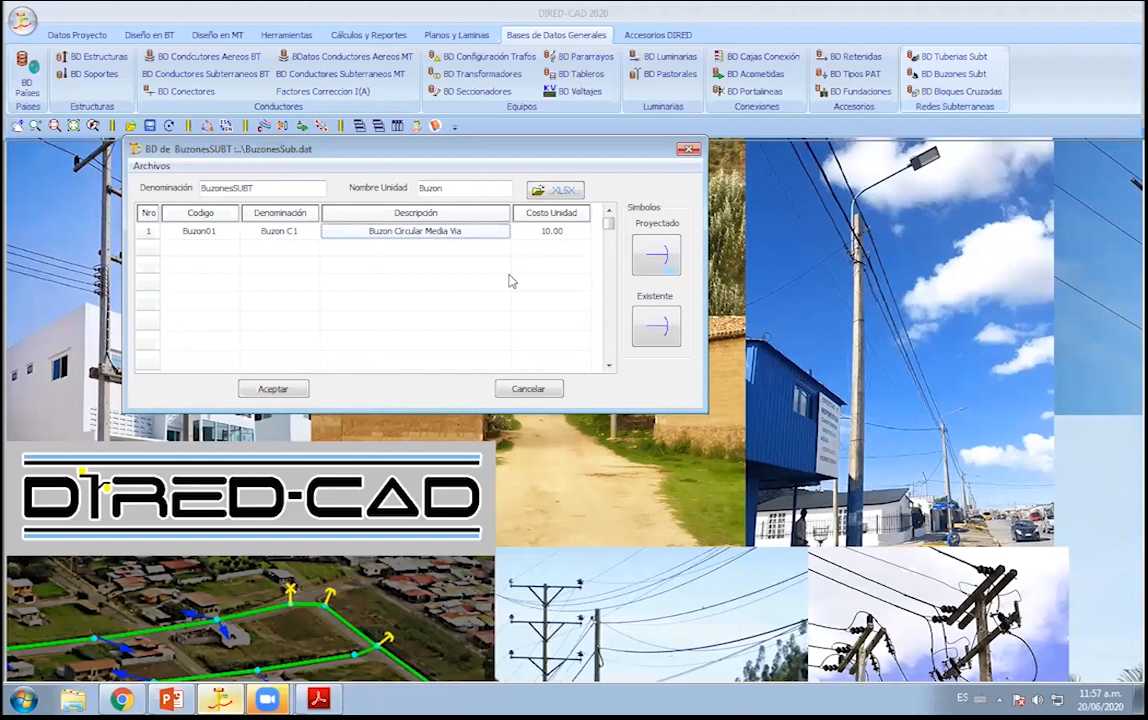 DIRED-CAD 2020
Datos Proyecto Diseño en BT Diseño en MT Herramientas Cálculos y Reportes Planos y Laminas Bases de Datos Generales Accesorios DIRED
BD Paises
Paises
BD Estructuras
BD Soportes
Estructuras
BD Condcutores Aereos BT BDatos Conductores Aereos MT
BD Conductores Subterraneos BT BD Conductores Subterraneos MT
BD Conectores Factores Correccion I(A)
Conductores
BD Configuración Trafos BD Pararrayos
BD Transformadores BD Tableros
BD Seccionadores KV BD Voltajes
Equipos
BD Luminarias
BD Pastorales
Luminarias
BD Cajas Conexión
BD Acometidas
BD Portalineas
Conexiones
BD Retenidas
BD Tipos PAT
BD Fundaciones
Accesorios
BD Tuberias Subt
BD Buzones Subt
BD Bloques Cruzadas
Redes Subterraneas
BD de BuzonesSUBT :..\BuzonesSub.dat
Archivos
Denominación BuzonesSUBT Nombre Unidad Buzon .XLSX
Nro Codigo Denominación Descripción Costo Unidad
1 Buzon01 Buzon C1 Buzon Circular Media Via 10.00
Simbolos
Proyectado
Existente
Aceptar Cancelar
DIRED-CAD
ES
11:57 a.m.
20/06/2020